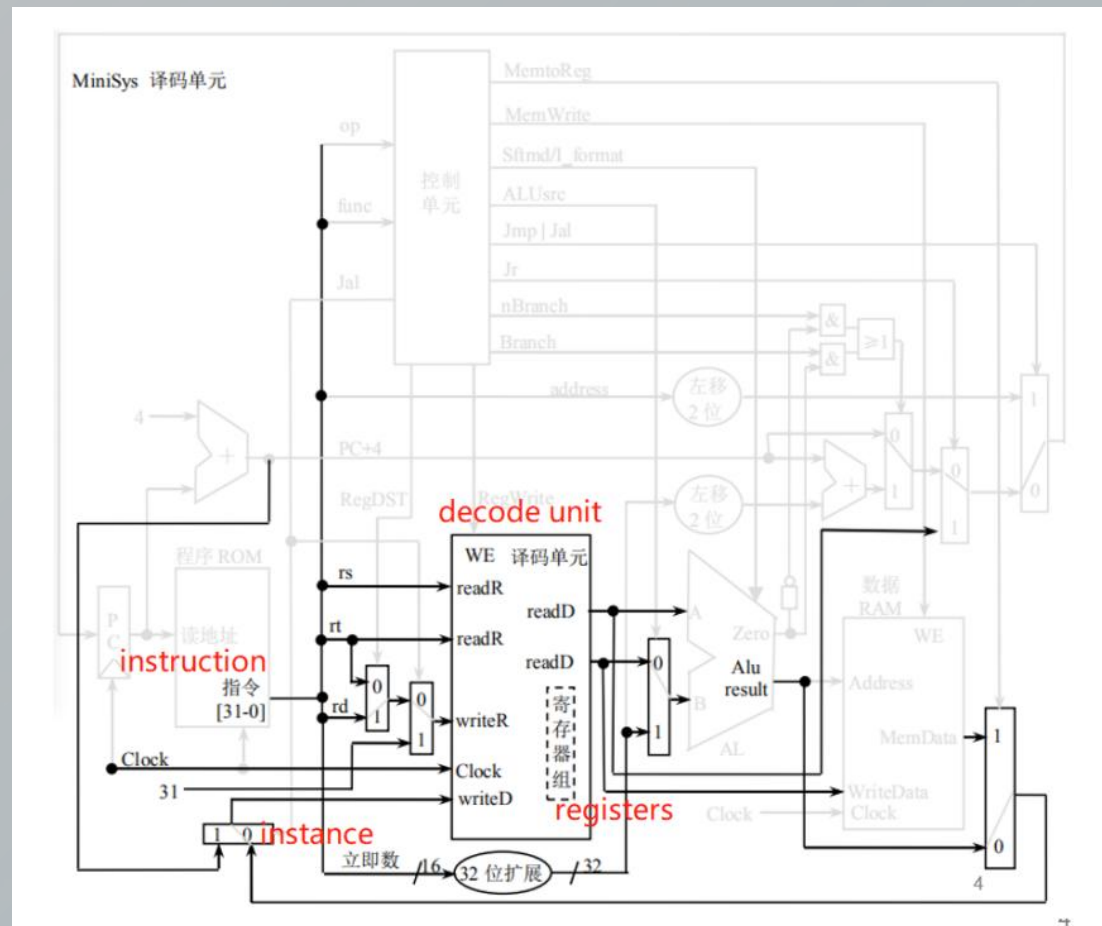 MiniSys 译码单元
MemtoReg
MemWrite
op
Sftmd/I_format
控制
单元
ALUsrc
func
Jmp | Jal
Jr
Jal
nBranch
&
≥1
Branch
&
address
左移
2 位
1
4
+
PC+4
0
0
RegDST
RegWrite
左移
2 位
+
1
0
decode unit
1
程序 ROM
WE 译码单元
数据
RAM
rs
readR
P
C
读地址
readD
A
Zero
WE
rt
readR
instruction
readD
0
Alu
result
指令
[31-0]
0
0
Address
rd
1
writeR
寄
存
器
组
B
1
MemData
1
1
AL
Clock
Clock
31
writeD
WriteData
registers
Clock
Clock
1 0
instance
0
立即数
16
32 位扩展
32
4
4